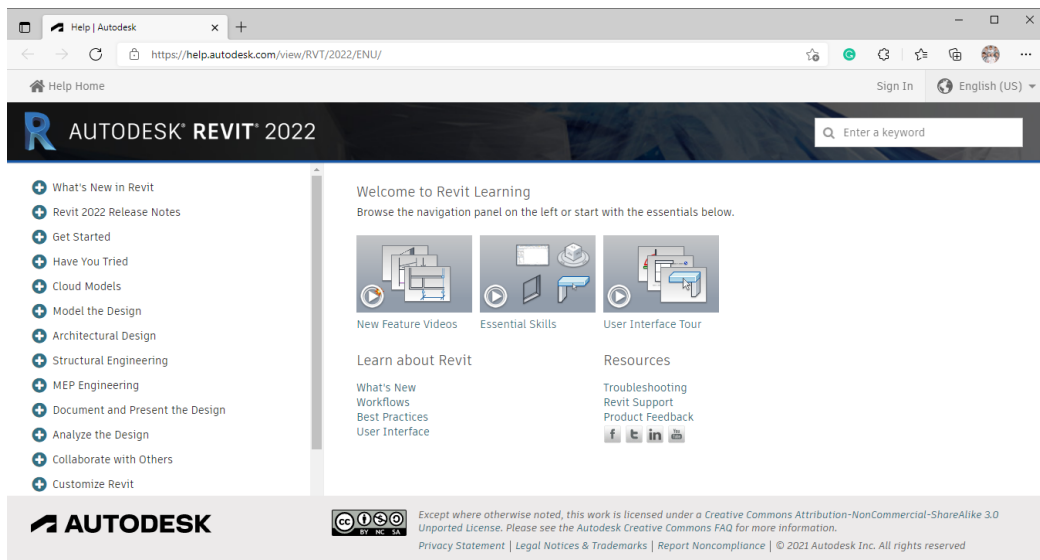 Help | Autodesk
https://help.autodesk.com/view/RVT/2022/ENU/
Help Home
Sign In
English (US)
AUTODESK® REVIT® 2022
Enter a keyword
What's New in Revit
Revit 2022 Release Notes
Get Started
Have You Tried
Cloud Models
Model the Design
Architectural Design
Structural Engineering
MEP Engineering
Document and Present the Design
Analyze the Design
Collaborate with Others
Customize Revit
Welcome to Revit Learning
Browse the navigation panel on the left or start with the essentials below.
New Feature Videos
Essential Skills
User Interface Tour
Learn about Revit
What's New
Workflows
Best Practices
User Interface
Resources
Troubleshooting
Revit Support
Product Feedback
AUTODESK
cc BY NC SA
Except where otherwise noted, this work is licensed under a Creative Commons Attribution-NonCommercial-ShareAlike 3.0
Unported License. Please see the Autodesk Creative Commons FAQ for more information.
Privacy Statement | Legal Notices & Trademarks | Report Noncompliance | © 2021 Autodesk Inc. All rights reserved